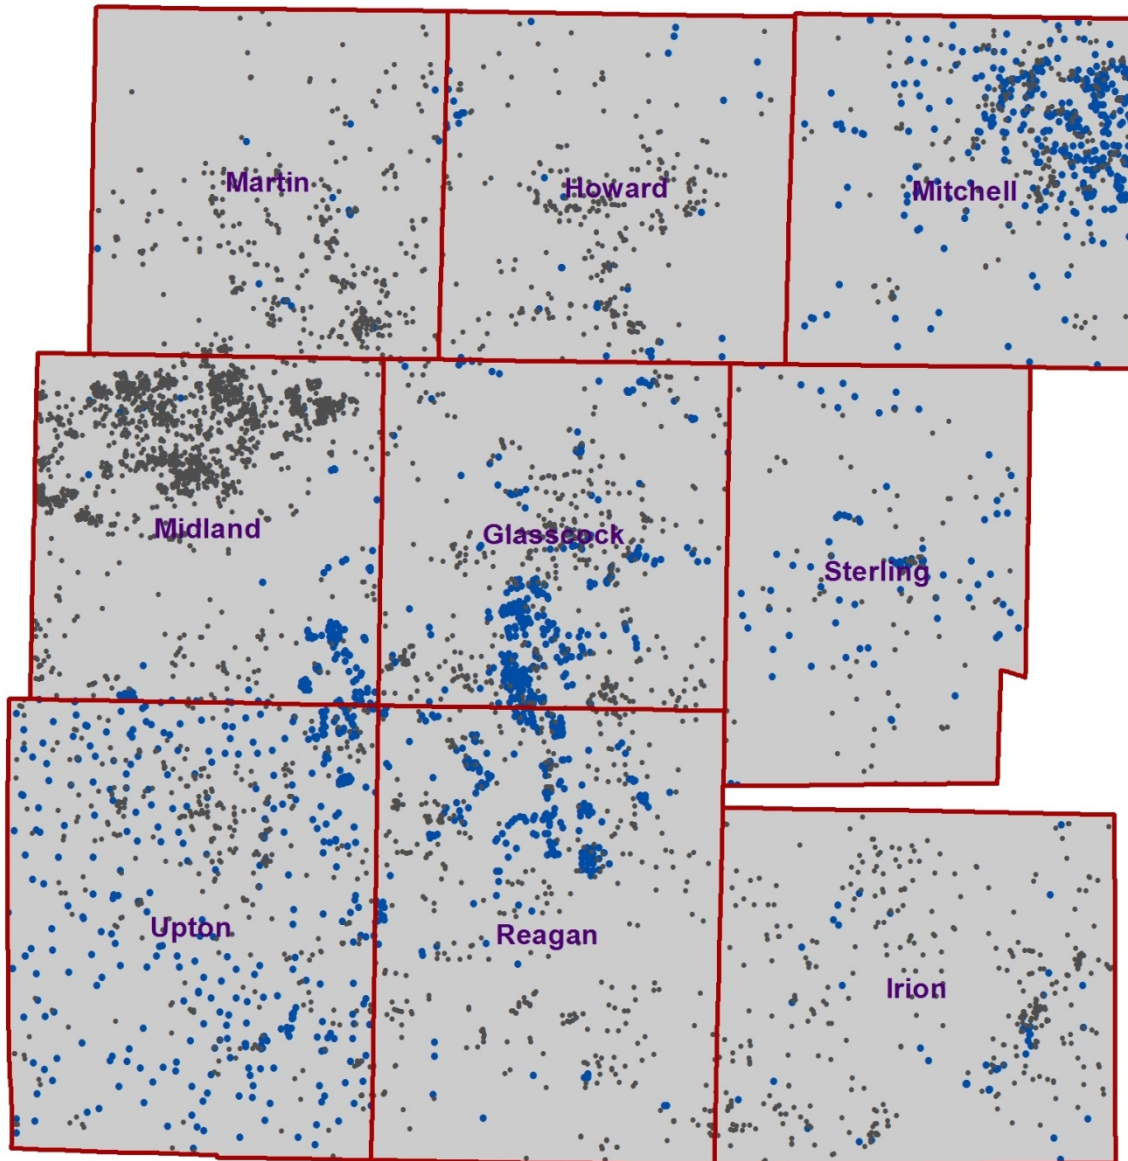 Martin
Howard
Mitchell
Midland
Glasscock
Sterling
Upton
Reagan
Irion